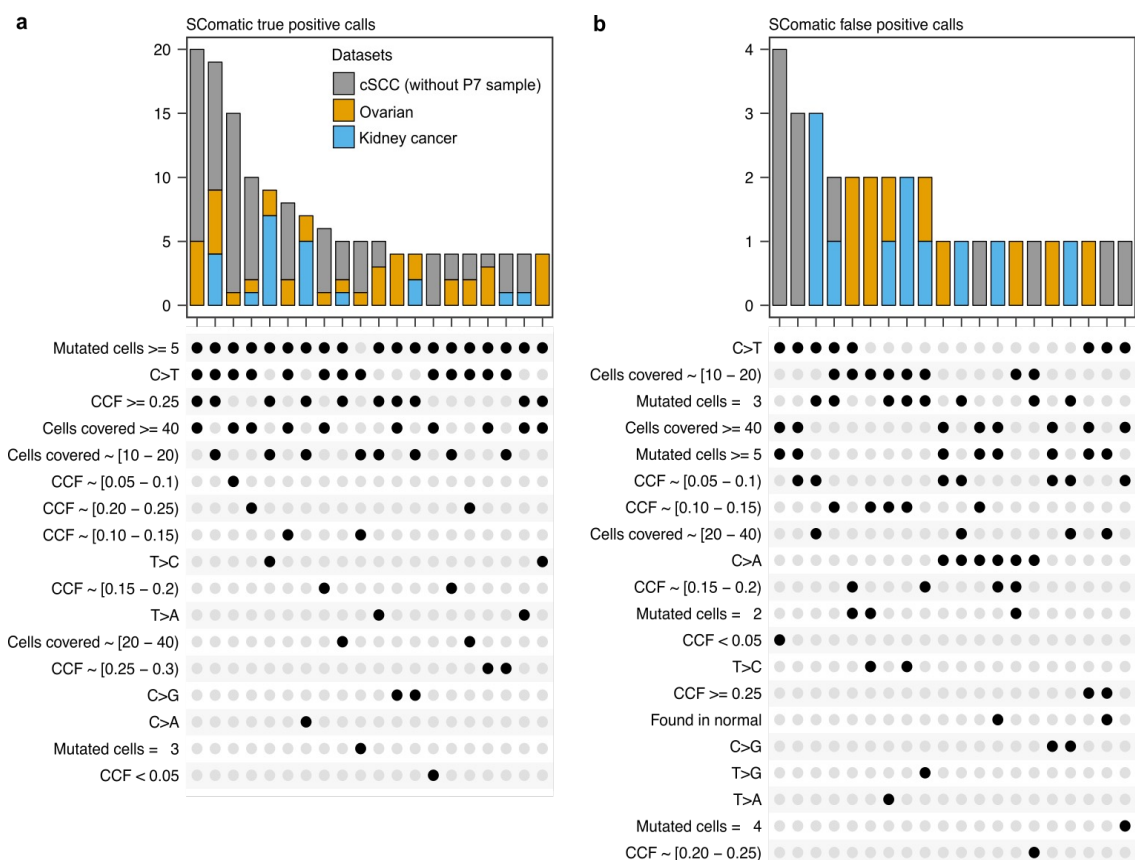 a
SComatic true positive calls
20
15
10
5
0
Datasets
cSCC (without P7 sample)
Ovarian
Kidney cancer
Mutated cells >= 5
C>T
CCF >= 0.25
Cells covered >= 40
Cells covered ~ [10 − 20)
CCF ~ [0.05 − 0.1)
CCF ~ [0.20 − 0.25)
CCF ~ [0.10 − 0.15)
T>C
CCF ~ [0.15 − 0.2)
T>A
Cells covered ~ [20 − 40)
CCF ~ [0.25 − 0.3)
C>G
C>A
Mutated cells = 3
CCF < 0.05
b
SComatic false positive calls
4
3
2
1
0
C>T
Cells covered ~ [10 − 20)
Mutated cells = 3
Cells covered >= 40
Mutated cells >= 5
CCF ~ [0.05 − 0.1)
CCF ~ [0.10 − 0.15)
Cells covered ~ [20 − 40)
C>A
CCF ~ [0.15 − 0.2)
Mutated cells = 2
CCF < 0.05
T>C
CCF >= 0.25
Found in normal
C>G
T>G
T>A
Mutated cells = 4
CCF ~ [0.20 − 0.25)